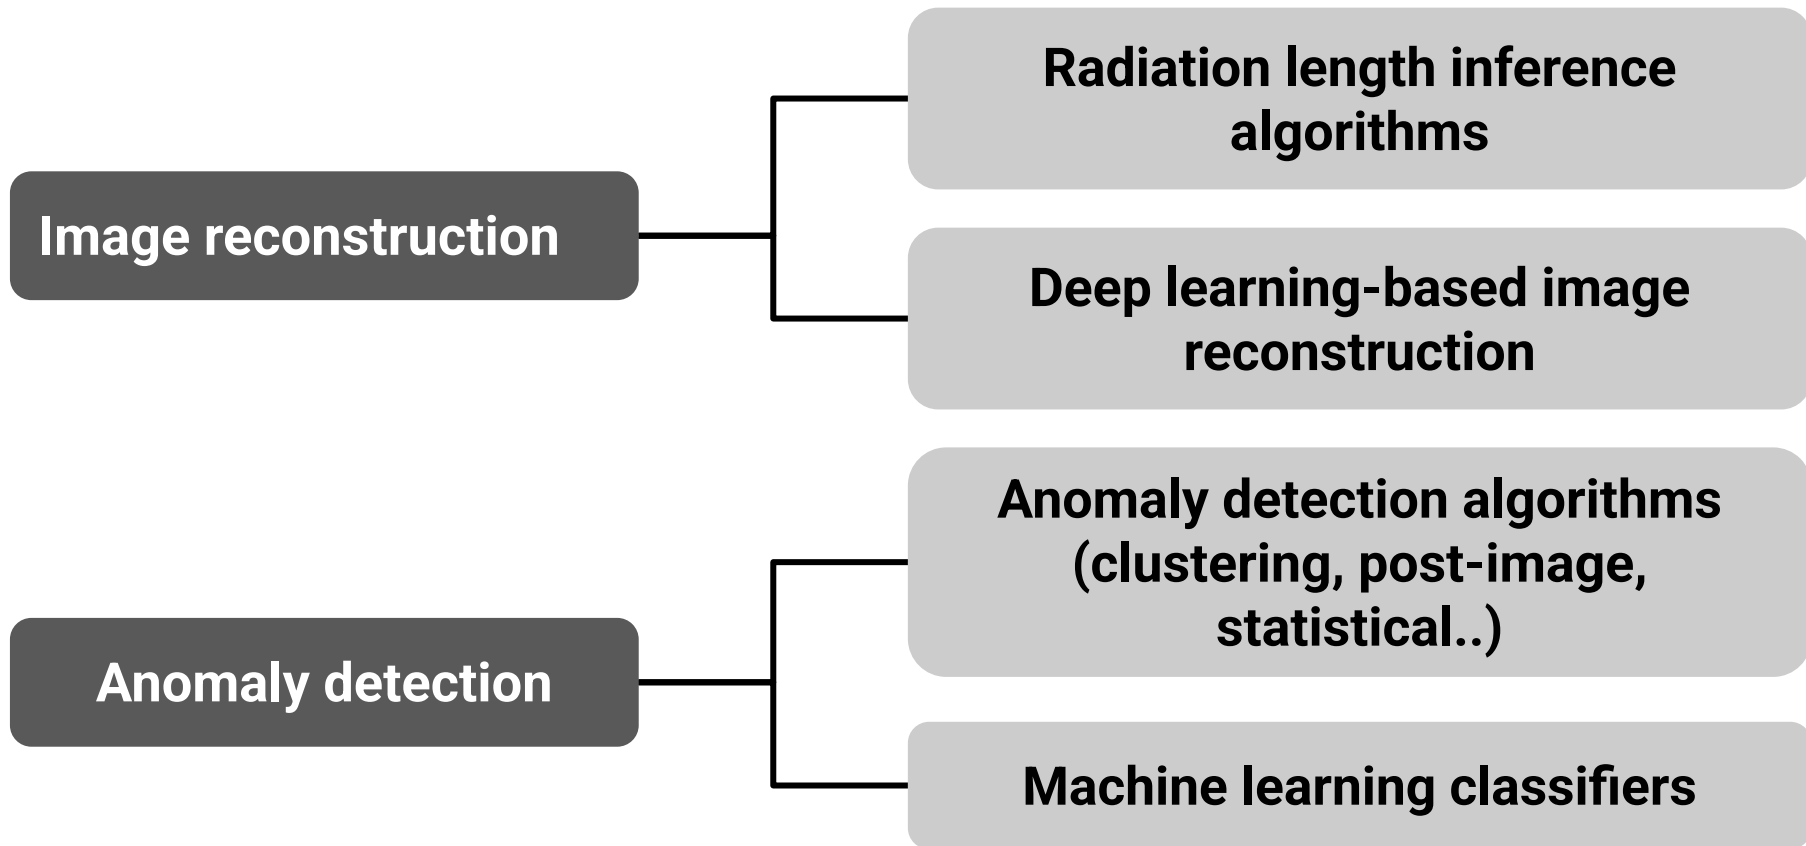 Image reconstruction
Radiation length inference
algorithms
Deep learning-based image
reconstruction
Anomaly detection
Anomaly detection algorithms
(clustering, post-image,
statistical..)
Machine learning classifiers